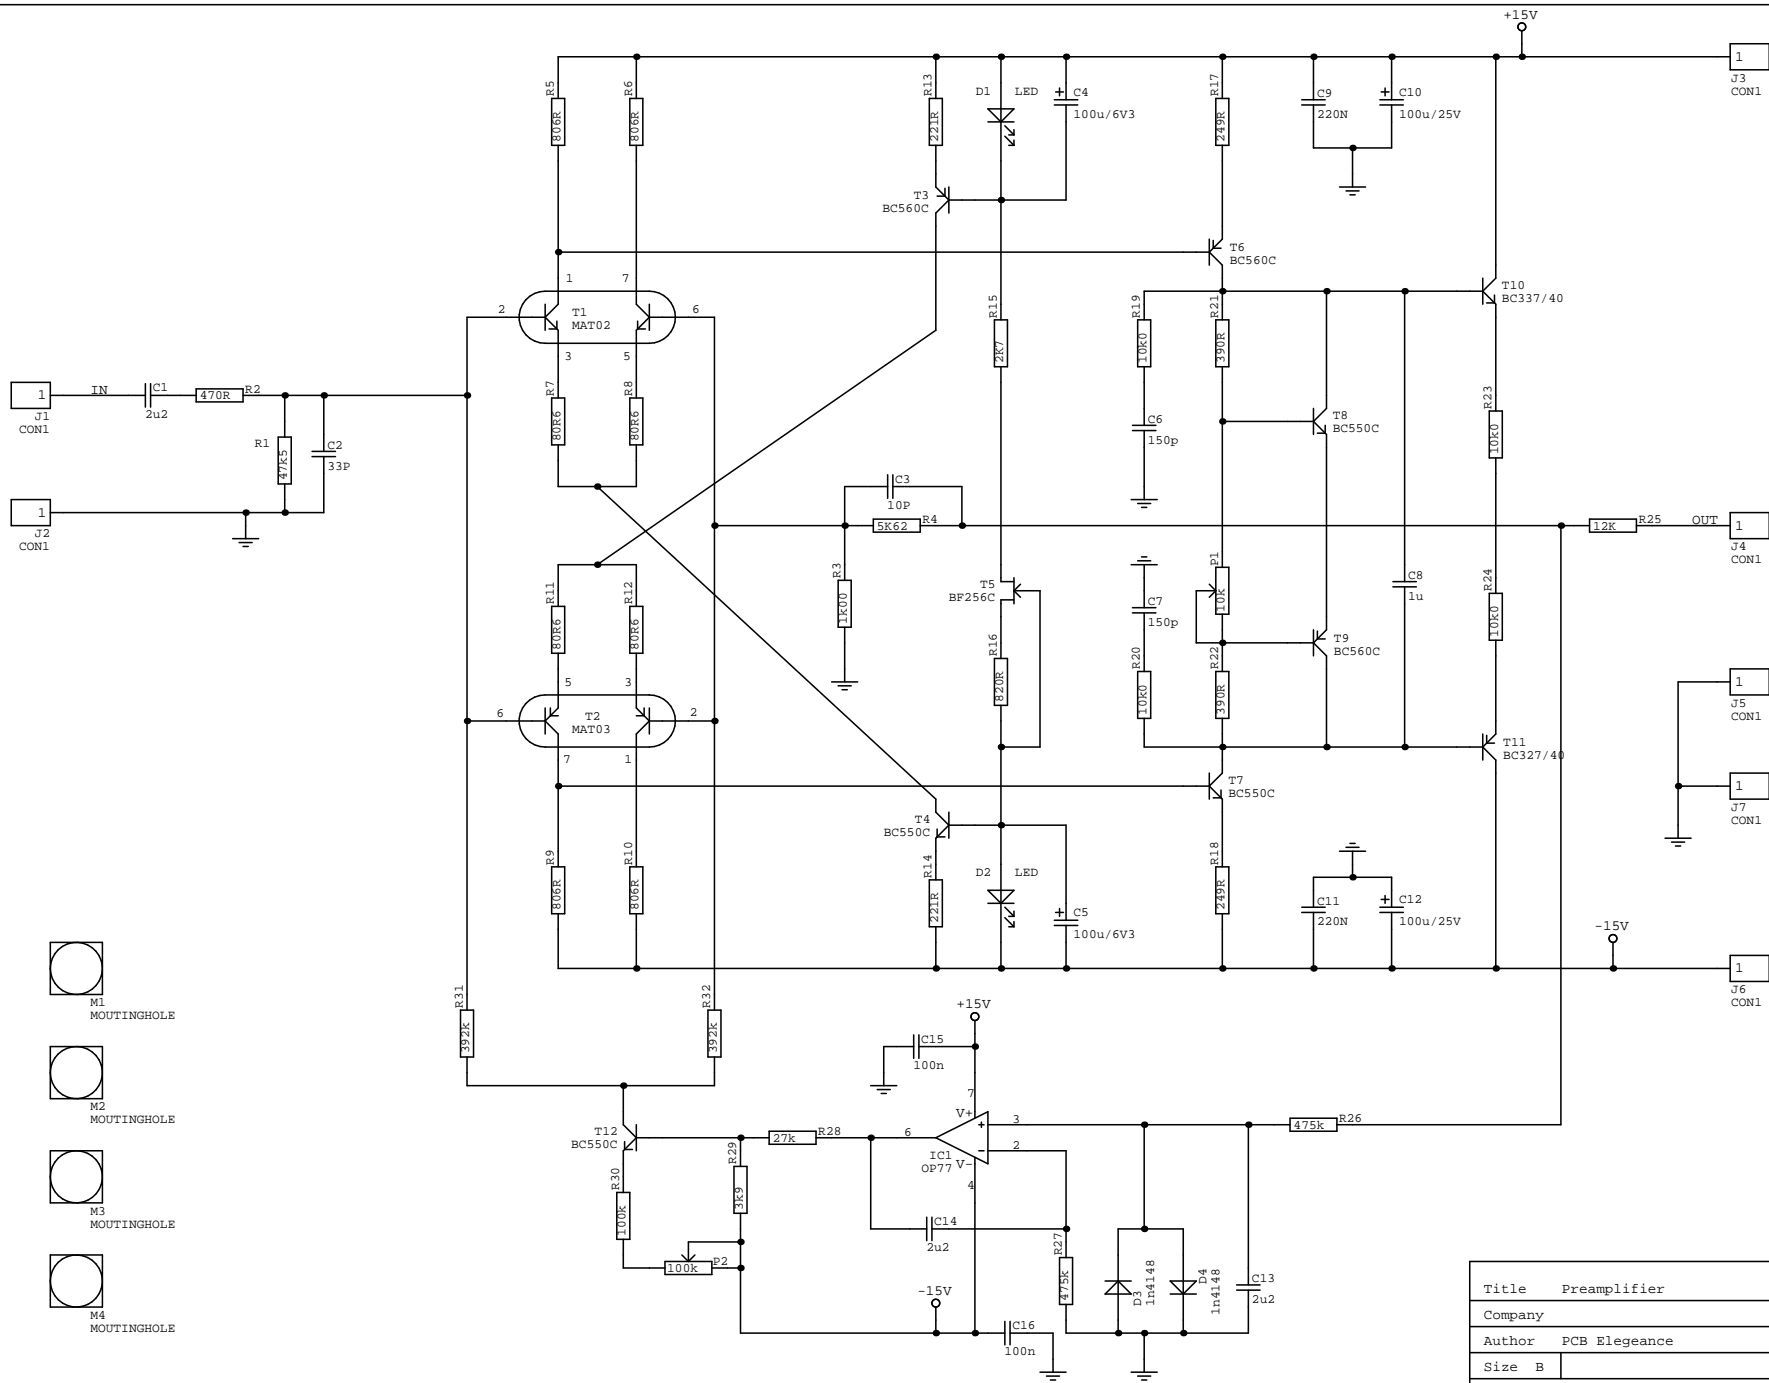 +15V
1
J3
CON1
R5
806R
R6
806R
R13
221R
D1 LED
C4
100u/6V3
R17
249R
C9
220N
C10
100u/25V
T3
BC560C
T6
BC560C
1
7
2
T1
MAT02
6
3
5
R15
2K7
R19
10k0
R21
390R
T10
BC337/40
1
J1
CON1
IN
C1
2u2
470R
R2
R1
47k5
C2
33P
R7
80R6
R8
80R6
C6
150p
T8
BC550C
R23
10k0
1
J2
CON1
C3
10P
5K62
R4
12K
R25
OUT
1
J4
CON1
R11
80R6
R12
80R6
R3
1k00
T5
BF256C
R16
820R
C7
150p
P1
10k
C8
1u
R24
10k0
R20
10k0
R22
390R
T9
BC560C
1
J5
CON1
5
3
6
T2
MAT03
2
7
1
T11
BC327/40
T7
BC550C
1
J7
CON1
T4
BC550C
R9
806R
R10
806R
R14
221R
D2 LED
C5
100u/6V3
R18
249R
C11
220N
C12
100u/25V
-15V
1
J6
CON1
M1
MOUTINGHOLE
R31
392k
R32
392k
+15V
C15
100n
M2
MOUTINGHOLE
7
V+
3
+
475k
R26
T12
BC550C
27k
R28
6
IC1
OP77
V-
2
-
4
R29
3k9
R30
100k
M3
MOUTINGHOLE
C14
2u2
R27
475k
P2
100k
D3
1n4148
D4
1n4148
C13
2u2
-15V
C16
100n
M4
MOUTINGHOLE
Title Preamplifier
Company
Author PCB Elegeance
Size B